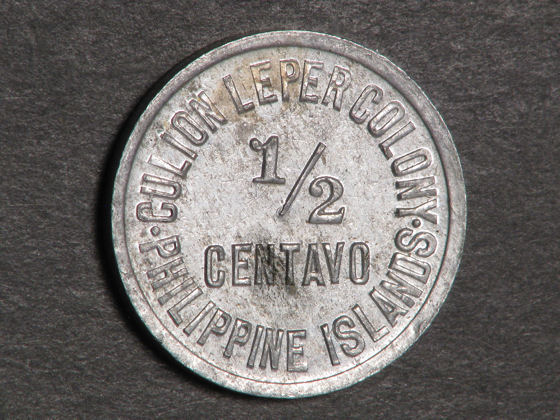 CULION LEPER COLONY·
1/2
CENTAVO
·PHILIPPINE ISLANDS·